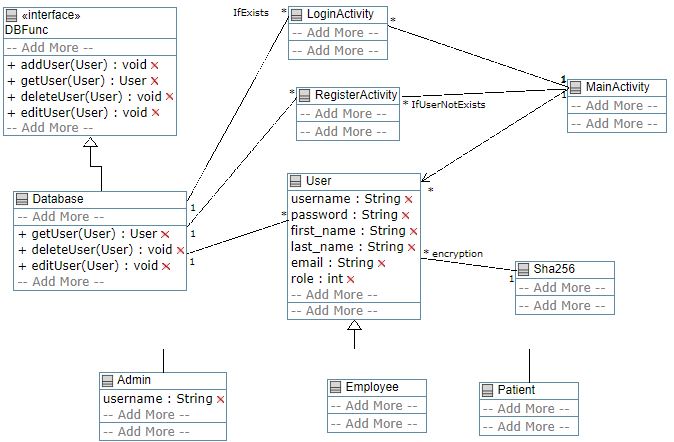 «interface»
DBFunc
-- Add More --
+ addUser(User) : void ×
+ getUser(User) : User ×
+ deleteUser(User) : void ×
+ editUser(User) : void ×
-- Add More --
IfExists
*
LoginActivity
-- Add More --
-- Add More --
*
*
RegisterActivity
-- Add More --
-- Add More --
* IfUserNotExists
1
1
MainActivity
-- Add More --
-- Add More --
*
Database
-- Add More --
+ getUser(User) : User ×
+ deleteUser(User) : void ×
+ editUser(User) : void ×
-- Add More --
1
1
1
*
User
username : String ×
password : String ×
first_name : String ×
last_name : String ×
email : String ×
role : int ×
-- Add More --
-- Add More --
* encryption
1
Sha256
-- Add More --
-- Add More --
Admin
username : String ×
-- Add More --
-- Add More --
Employee
-- Add More --
-- Add More --
Patient
-- Add More --
-- Add More --